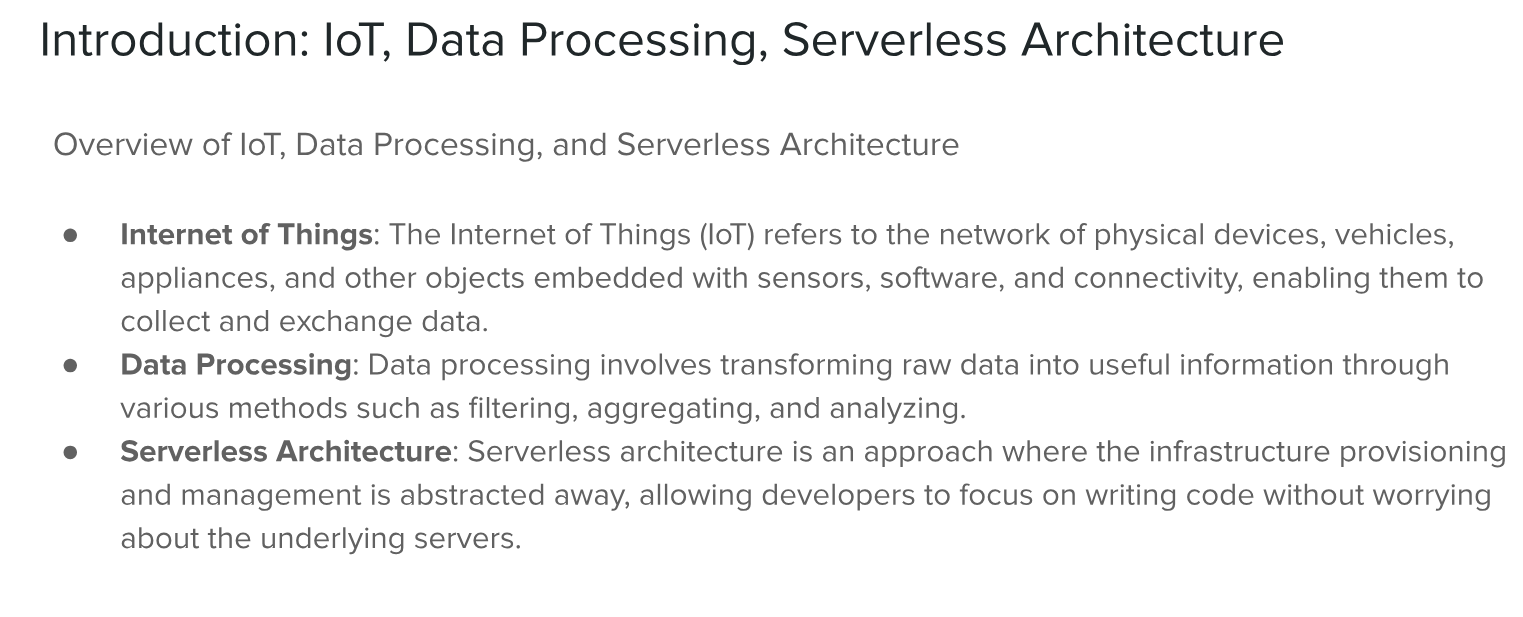 Introduction: IoT, Data Processing, Serverless Architecture
Overview of IoT, Data Processing, and Serverless Architecture
● Internet of Things: The Internet of Things (IoT) refers to the network of physical devices, vehicles,
appliances, and other objects embedded with sensors, software, and connectivity, enabling them to
collect and exchange data.
● Data Processing: Data processing involves transforming raw data into useful information through
various methods such as filtering, aggregating, and analyzing.
● Serverless Architecture: Serverless architecture is an approach where the infrastructure provisioning
and management is abstracted away, allowing developers to focus on writing code without worrying
about the underlying servers.